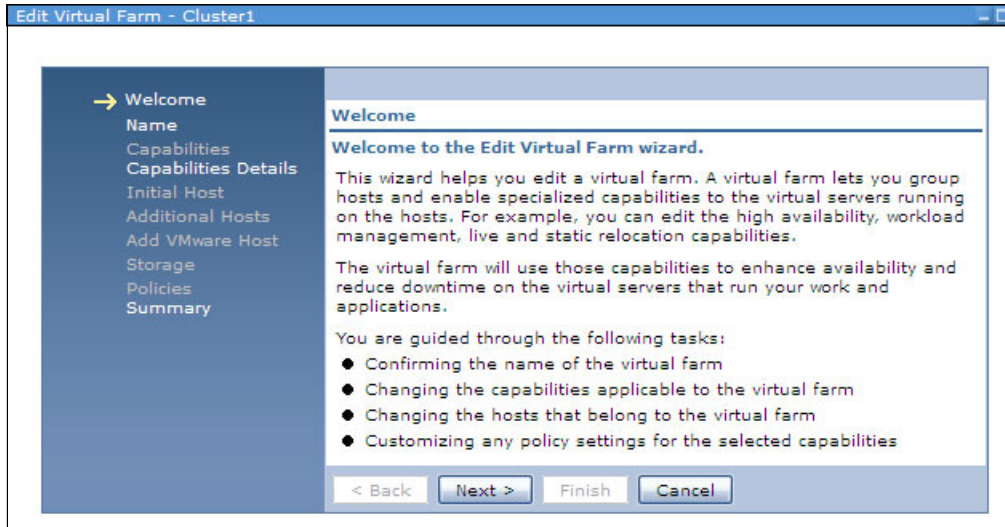 Edit Virtual Farm - Cluster1
Welcome
Name
Capabilities
Capabilities Details
Initial Host
Additional Hosts
Add VMware Host
Storage
Policies
Summary
Welcome
Welcome to the Edit Virtual Farm wizard.
This wizard helps you edit a virtual farm. A virtual farm lets you group
hosts and enable specialized capabilities to the virtual servers running
on the hosts. For example, you can edit the high availability, workload
management, live and static relocation capabilities.
The virtual farm will use those capabilities to enhance availability and
reduce downtime on the virtual servers that run your work and
applications.
You are guided through the following tasks:
● Confirming the name of the virtual farm
● Changing the capabilities applicable to the virtual farm
● Changing the hosts that belong to the virtual farm
● Customizing any policy settings for the selected capabilities
< Back Next > Finish Cancel